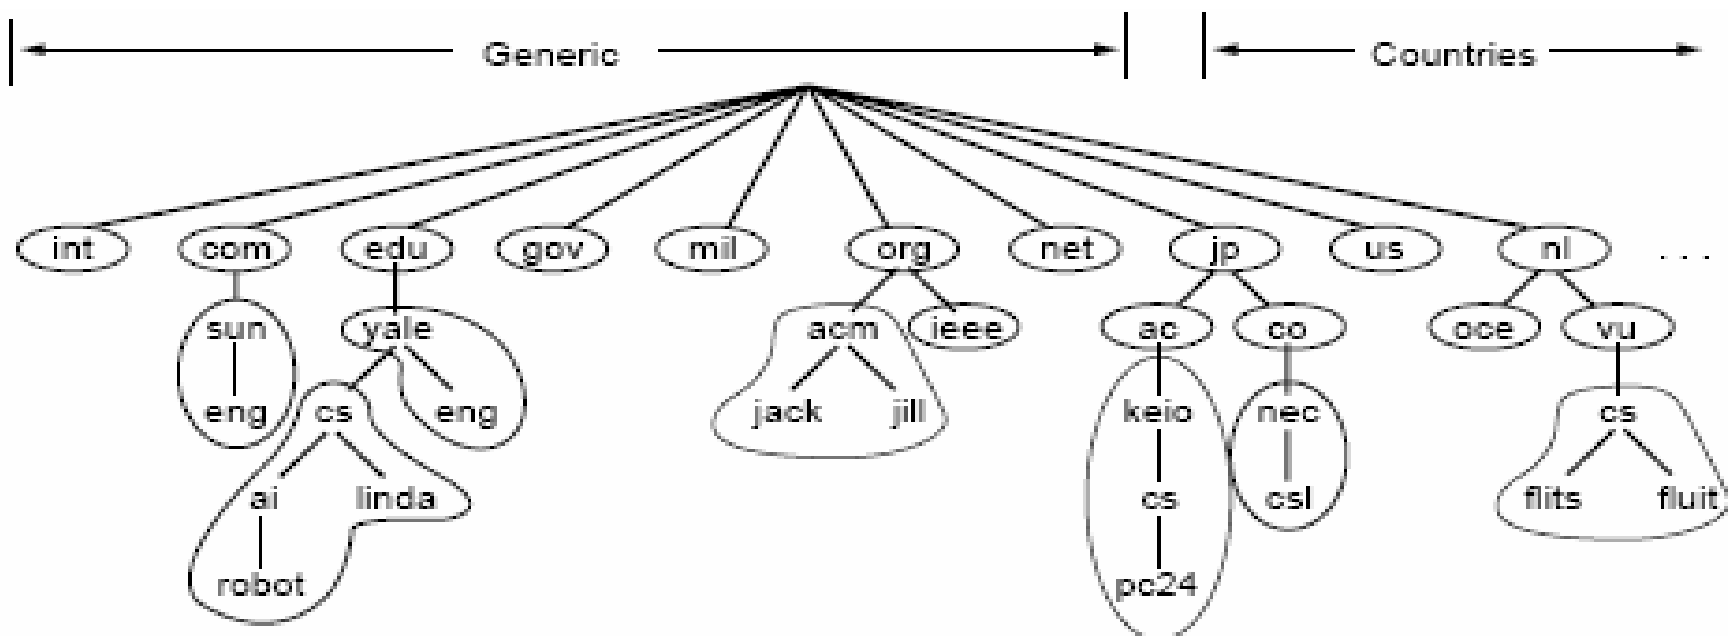 Generic Countries
int com edu gov mil org net jp us nl ...
sun yale acm ieee ac co oce vu
eng cs eng jack jill keio nec cs
ai linda cs csl flits fluit
robot pc24